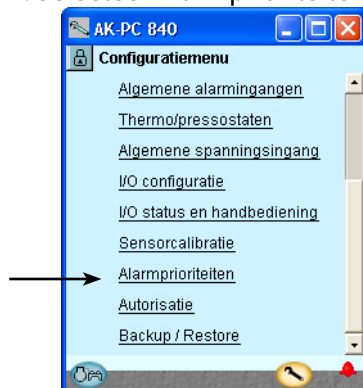 AK-PC 840
Configuratiemenu
Algemene alarmingangen
Thermo/pressostaten
Algemene spanningsingang
I/O configuratie
I/O status en handbediening
Sensorcalibratie
Alarmprioriteiten
Autorisatie
Backup / Restore